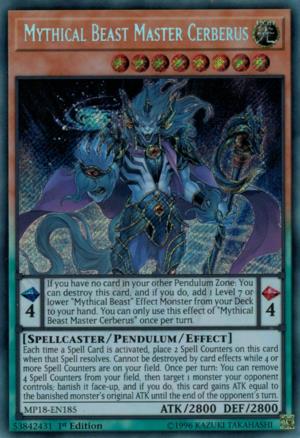 MYTHICAL BEAST MASTER CERBERUS
If you have no card in your other Pendulum Zone: You
can destroy this card, and if you do, add 1 Level 7 or
lower "Mythical Beast" Effect Monster from your Deck
to your hand. You can only use this effect of "Mythical
Beast Master Cerberus" once per turn.
4
4
[SPELLCASTER/PENDULUM/EFFECT]
Each time a Spell Card is activated, place 2 Spell Counters on this card
when that Spell resolves. Cannot be destroyed by card effects while 4 or
more Spell Counters are on your field. Once per turn: You can remove
4 Spell Counters from your field, then target 1 monster your opponent
controls; banish it face-up, and if you do, this card gains ATK equal to
the banished monster's original ATK until the end of the opponent's turn.
MP18-EN185
ATK/2800 DEF/2800
53842431 1st Edition
©1996 KAZUKI TAKAHASHI